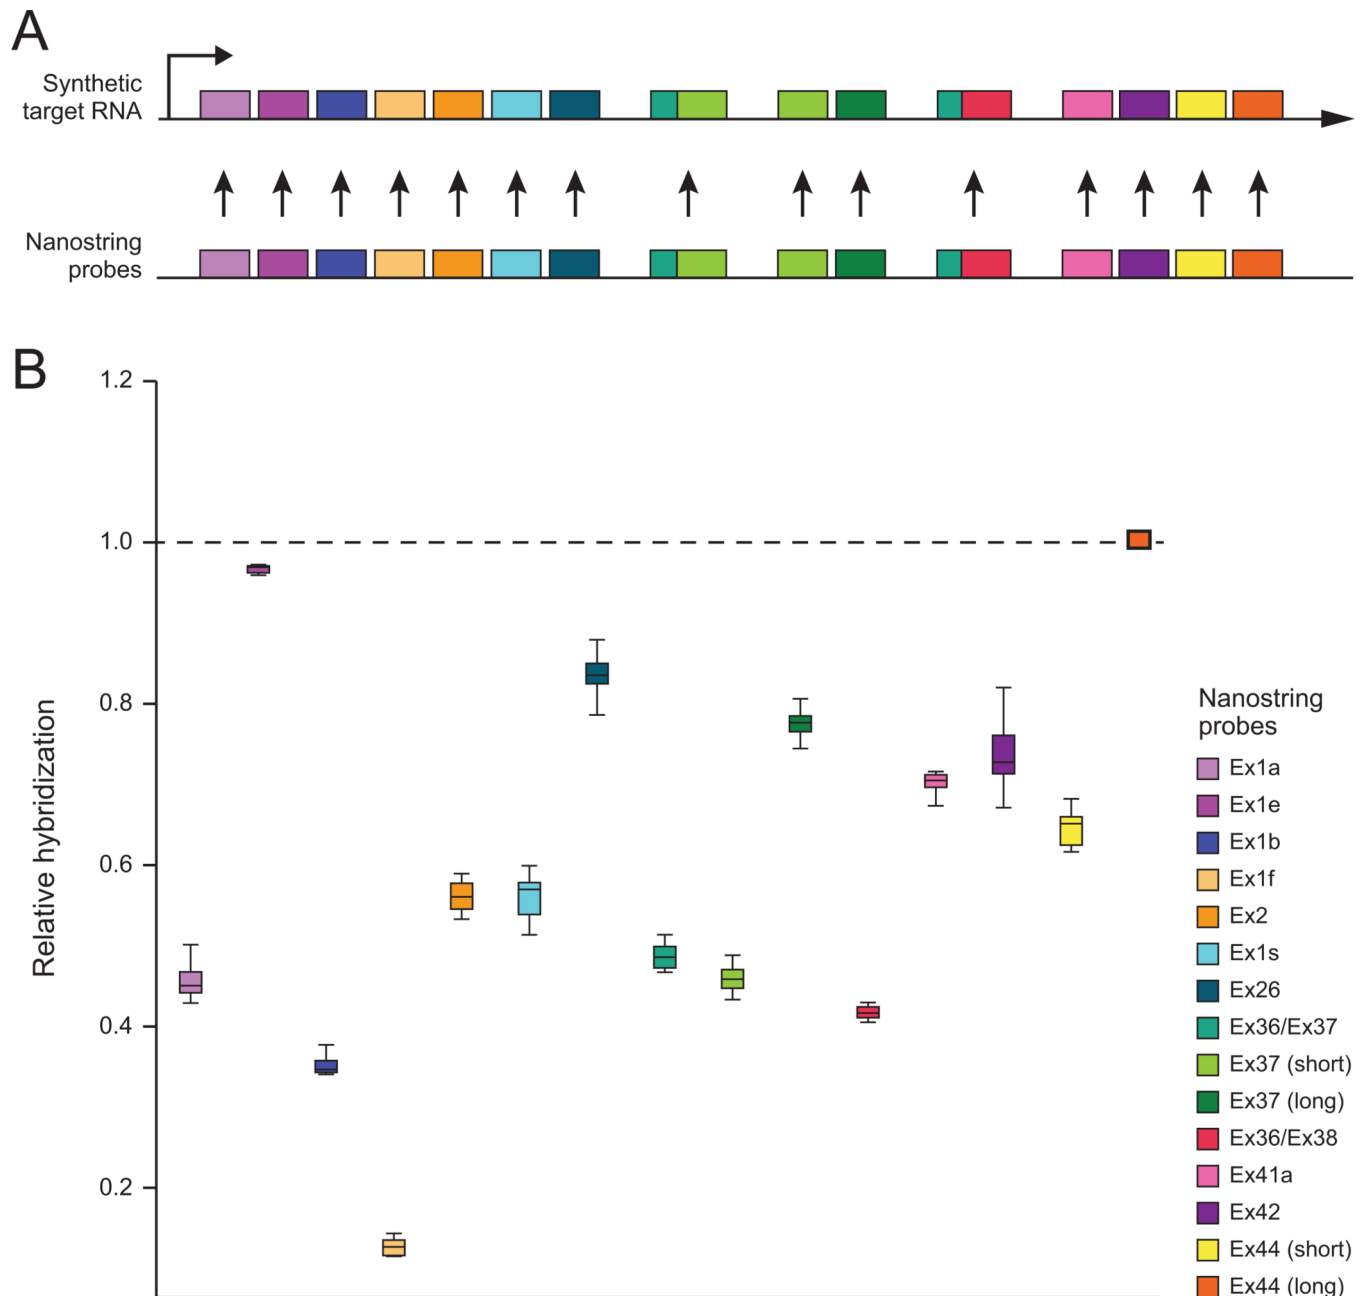 A
Synthetic
target RNA
Nanostring
probes
B
1.2
1.0
0.8
0.6
0.4
0.2
Relative hybridization
Nanostring
probes
Ex1a
Ex1e
Ex1b
Ex1f
Ex2
Ex1s
Ex26
Ex36/Ex37
Ex37 (short)
Ex37 (long)
Ex36/Ex38
Ex41a
Ex42
Ex44 (short)
Ex44 (long)